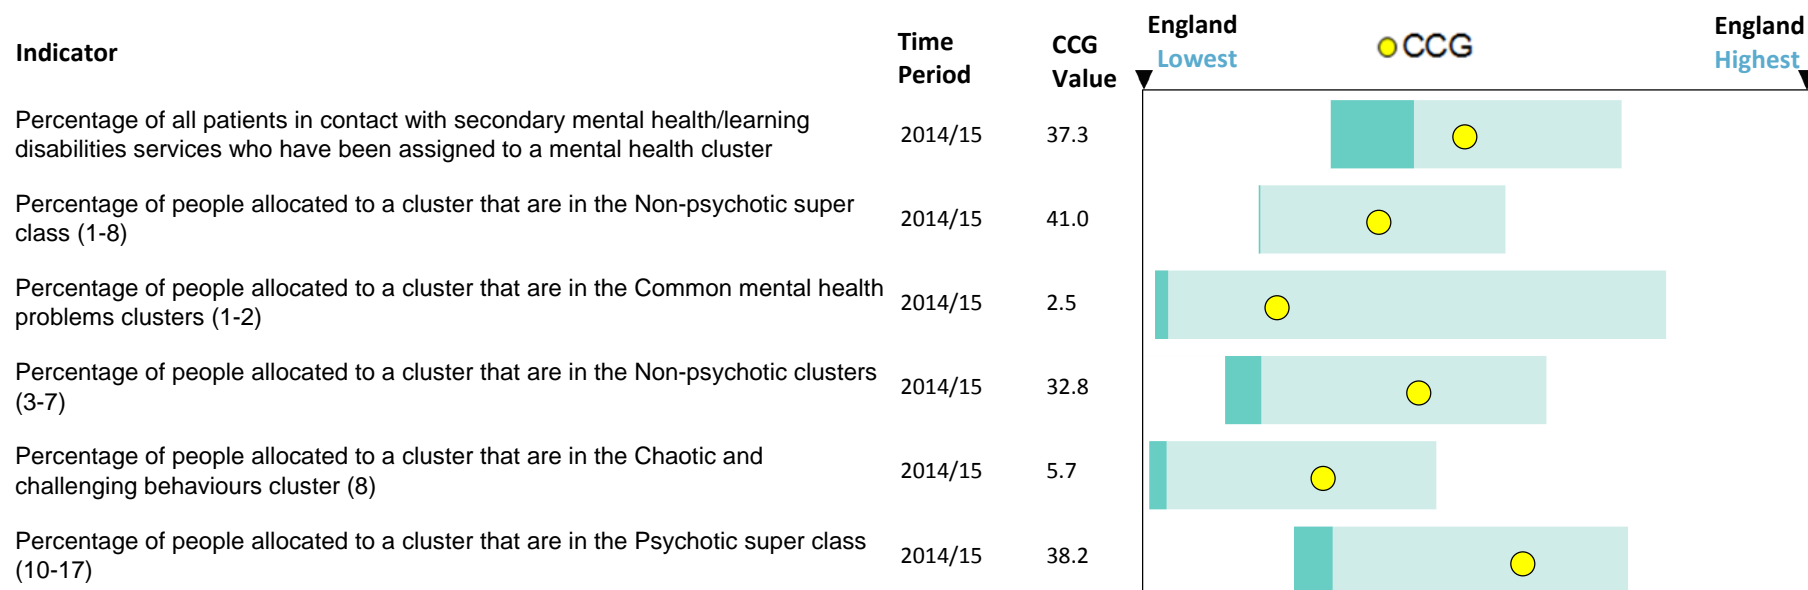 Indicator
Time
Period
CCG
Value
England
Lowest
CCG
England
Highest
Percentage of all patients in contact with secondary mental health/learning
disabilities services who have been assigned to a mental health cluster
2014/15
37.3
Percentage of people allocated to a cluster that are in the Non-psychotic super
class (1-8)
2014/15
41.0
Percentage of people allocated to a cluster that are in the Common mental health
problems clusters (1-2)
2014/15
2.5
Percentage of people allocated to a cluster that are in the Non-psychotic clusters
(3-7)
2014/15
32.8
Percentage of people allocated to a cluster that are in the Chaotic and
challenging behaviours cluster (8)
2014/15
5.7
Percentage of people allocated to a cluster that are in the Psychotic super class
(10-17)
2014/15
38.2